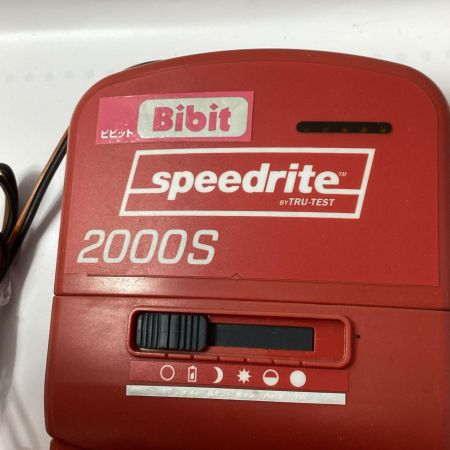 ビビット Bibit
speedrite™
BY TRU-TEST
2000S